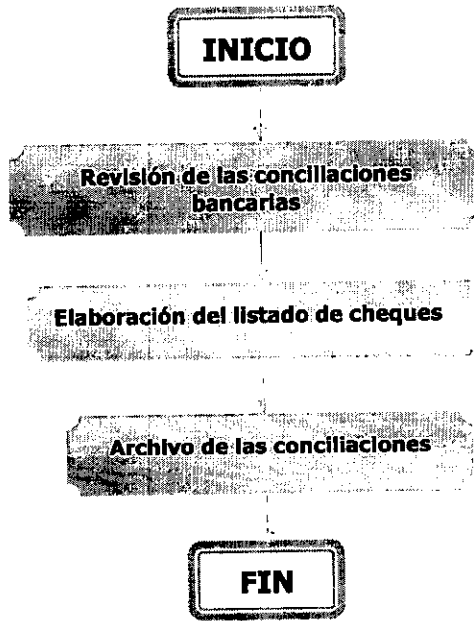 INICIO
Revisión de las conciliaciones
bancarias
Elaboración del listado de cheques
Archivo de las conciliaciones
FIN